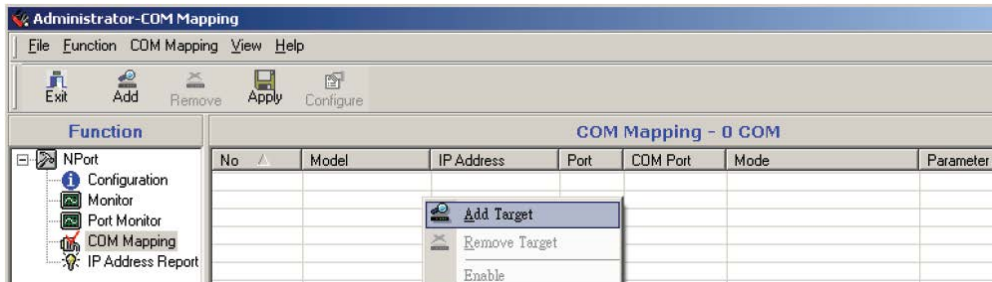 Administrator-COM Mapping
File Function COM Mapping View Help
Exit Add Remove Apply Configure
Function
COM Mapping - 0 COM
NPort
Configuration
Monitor
Port Monitor
COM Mapping
IP Address Report
No Model IP Address Port COM Port Mode Parameter
Add Target
Remove Target
Enable